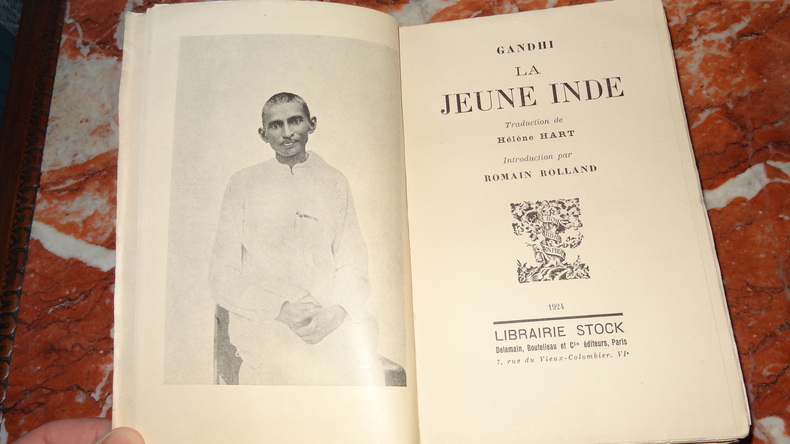 GANDHI
LA
JEUNE INDE
Traduction de
Hélène HART
Introduction par
ROMAIN ROLLAND
1924
LIBRAIRIE STOCK
Delamain, Boutelleau et Cie éditeurs, Paris
7, rue du Vieux-Colombier. VIe